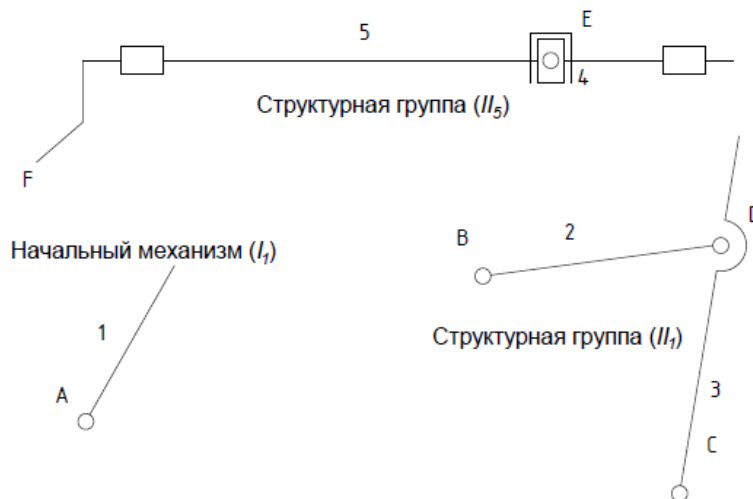 5
E
4
Структурная группа (II₅)
F
D
B
2
Начальный механизм (I₁)
1
Структурная группа (II₁)
A
3
C